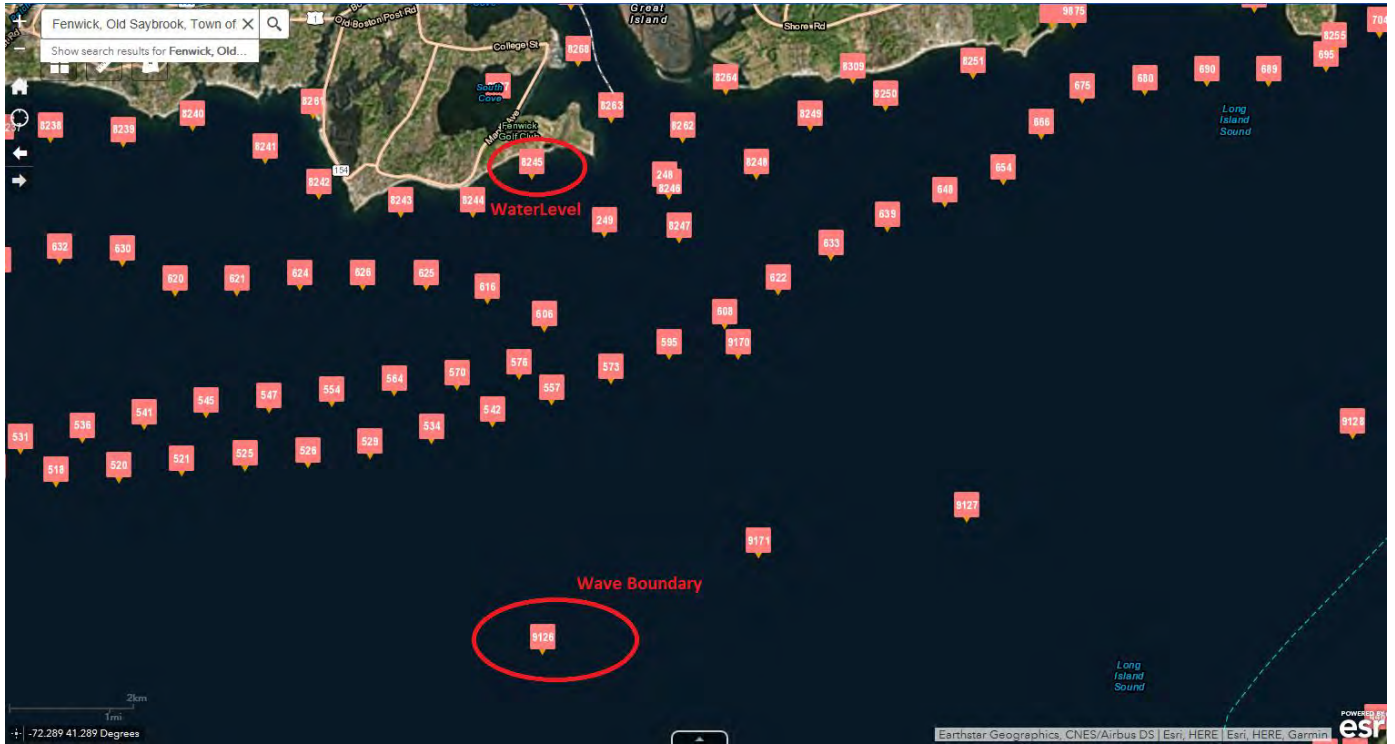 Fenwick, Old Saybrook, Town of
Show search results for Fenwick, Old...
1
Old Boston Post Rd
Cove
Great
Island
Shore Rd
9875
704
College St
8268
8264
8309
8251
8255
695
689
690
680
675
8250
South
Cove
8261
8240
8263
8249
666
Long
Island
Sound
8238
8239
8262
Fenwick
Golf Club
Maple Ave
8241
8245
8248
654
154
8242
248
8246
648
8243
8244
WaterLevel
249
8247
639
632
630
633
620
621
624
626
625
616
622
606
608
595
9170
576
573
570
564
557
554
547
545
541
542
536
534
531
529
526
525
521
520
518
9128
9127
9171
Wave Boundary
9126
Long
Island
Sound
2km
1mi
-72.289 41.289 Degrees
Earthstar Geographics, CNES/Airbus DS | Esri, HERE | Esri, HERE, Garmin
POWERED BY
esri